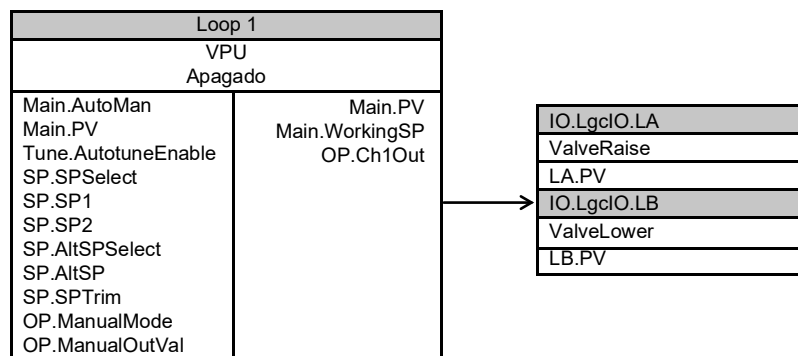 Loop 1
VPU
Apagado
Main.AutoMan
Main.PV
Tune.AutotuneEnable
SP.SPSelect
SP.SP1
SP.SP2
SP.AltSPSelect
SP.AltSP
SP.SPTrim
OP.ManualMode
OP.ManualOutVal
Main.PV
Main.WorkingSP
OP.Ch1Out
IO.LgcIO.LA
ValveRaise
LA.PV
IO.LgcIO.LB
ValveLower
LB.PV